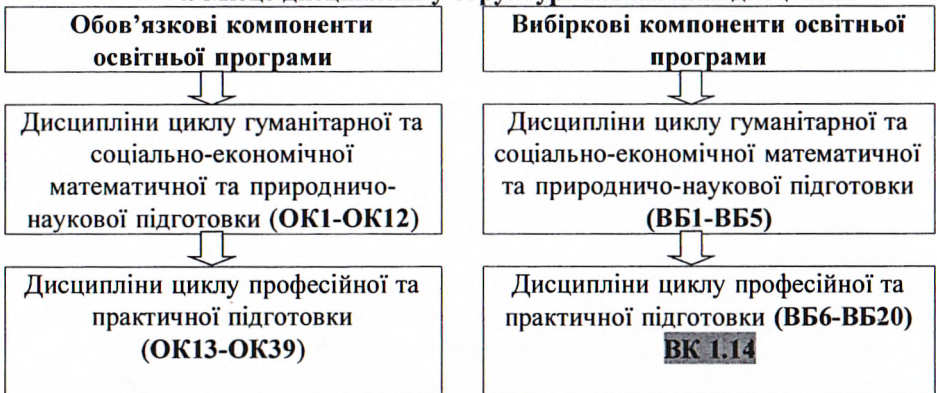 Обов’язкові компоненти
освітньої програми
Дисципліни циклу гуманітарної та
соціально-економічної
математичної та природничо-
наукової підготовки (ОК1-ОК12)
Дисципліни циклу професійної та
практичної підготовки
(ОК13-ОК39)
Вибіркові компоненти освітньої
програми
Дисципліни циклу гуманітарної та
соціально-економічної математичної
та природничо-наукової підготовки
(ВБ1-ВБ5)
Дисципліни циклу професійної та
практичної підготовки (ВБ6-ВБ20)
ВК 1.14